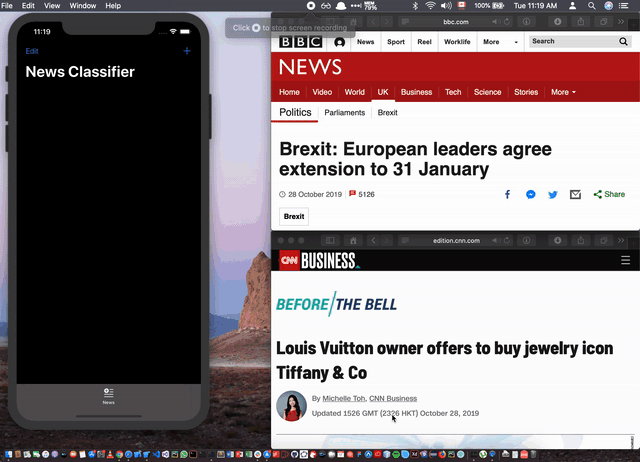 File Edit View Window Help
MEM
79%
100%
Tue 11:19 AM
Click to stop screen recording
11:19
Edit
+
News Classifier
News
bbc.com
BBC
News Sport Reel Worklife More
Search
NEWS
Home Video World UK Business Tech Science Stories More
Politics Parliaments Brexit
Brexit: European leaders agree
extension to 31 January
28 October 2019 5126
Share
Brexit
edition.cnn.com
CNN BUSINESS
BEFORE/THE BELL
Louis Vuitton owner offers to buy jewelry icon
Tiffany & Co
By Michelle Toh, CNN Business
Updated 1526 GMT (2326 HKT) October 28, 2019